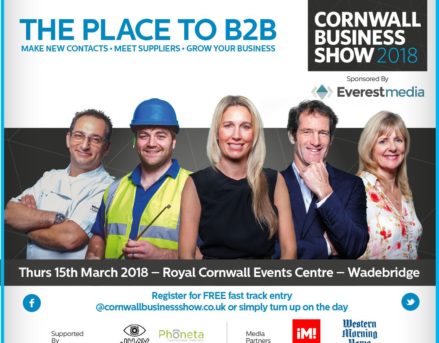 THE PLACE TO B2B
MAKE NEW CONTACTS • MEET SUPPLIERS • GROW YOUR BUSINESS
CORNWALL
BUSINESS
SHOW 2018
Sponsored By
Everestmedia
Thurs 15th March 2018 – Royal Cornwall Events Centre – Wadebridge
Register for FREE fast track entry
@cornwallbusinessshow.co.uk or simply turn up on the day
f
Supported
By
Phoneta
Media
Partners
iM!
Western
Morning
News